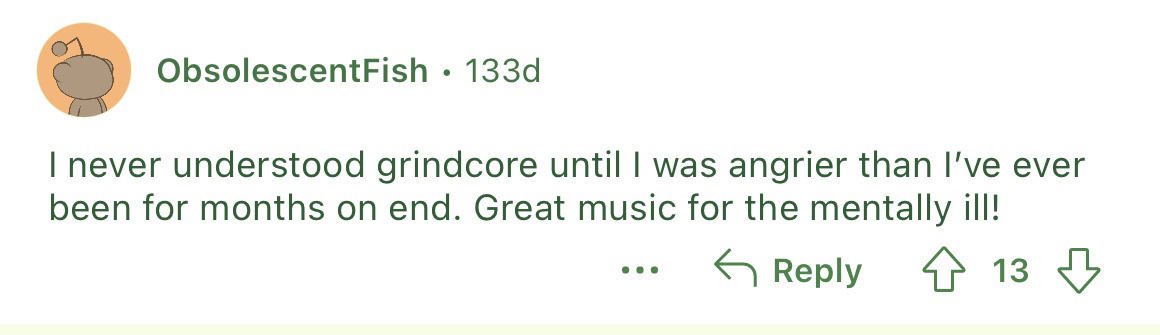 ObsolescentFish • 133d
I never understood grindcore until I was angrier than I’ve ever
been for months on end. Great music for the mentally ill!
... Reply 13